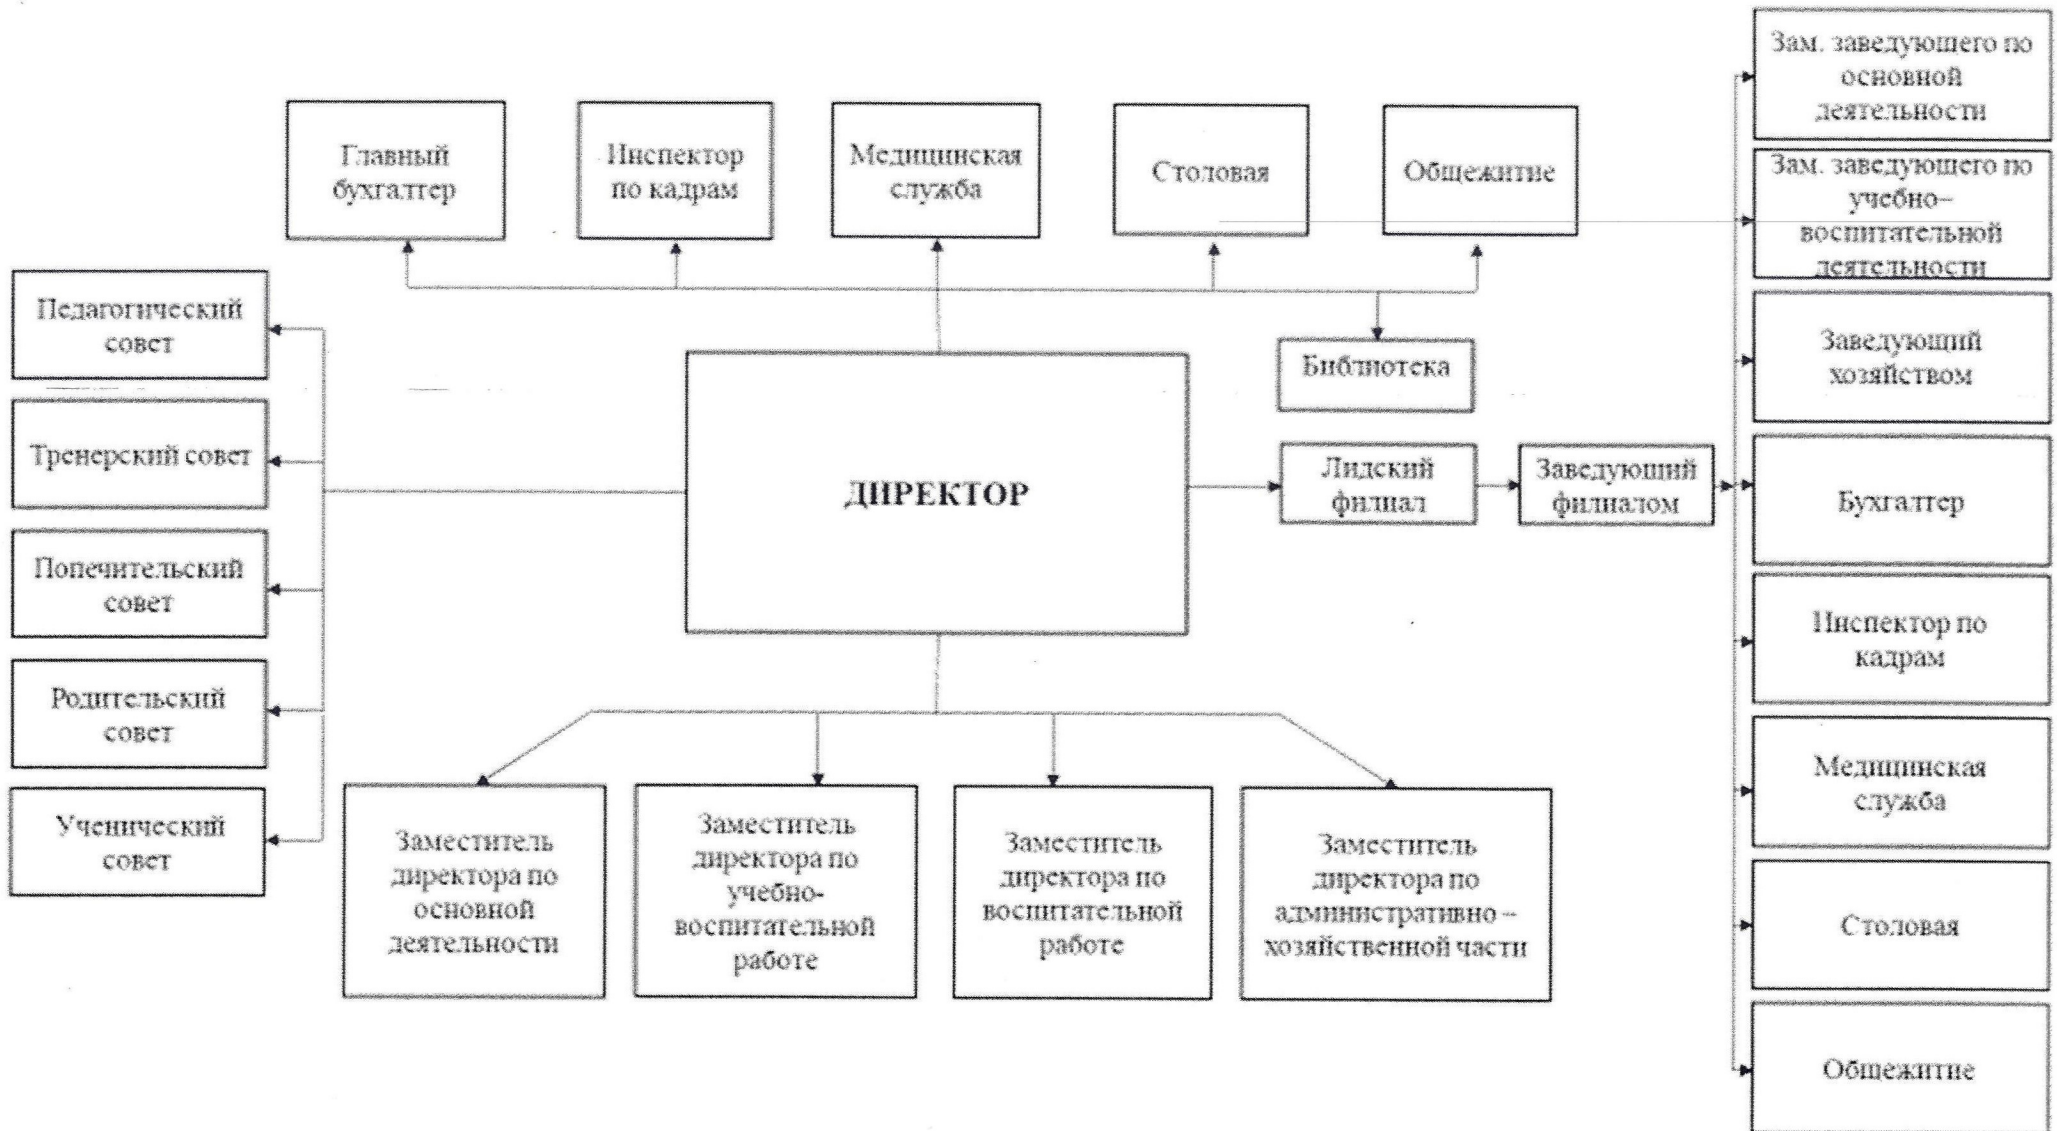 Главный
бухгалтер
Инспектор
по кадрам
Медицинская
служба
Столовая
Общежитие
Библиотека
Педагогический
совет
Тренерский совет
Попечительский
совет
Родительский
совет
Ученический
совет
ДИРЕКТОР
Лидский
филиал
Заведующий
филиалом
Заместитель
директора по
основной
деятельности
Заместитель
директора по
учебно-
воспитательной
работе
Заместитель
директора по
воспитательной
работе
Заместитель
директора по
административно –
хозяйственной части
Зам. заведующего по
основной
деятельности
Зам. заведующего по
учебно–
воспитательной
деятельности
Заведующий
хозяйством
Бухгалтер
Инспектор по
кадрам
Медицинская
служба
Столовая
Общежитие